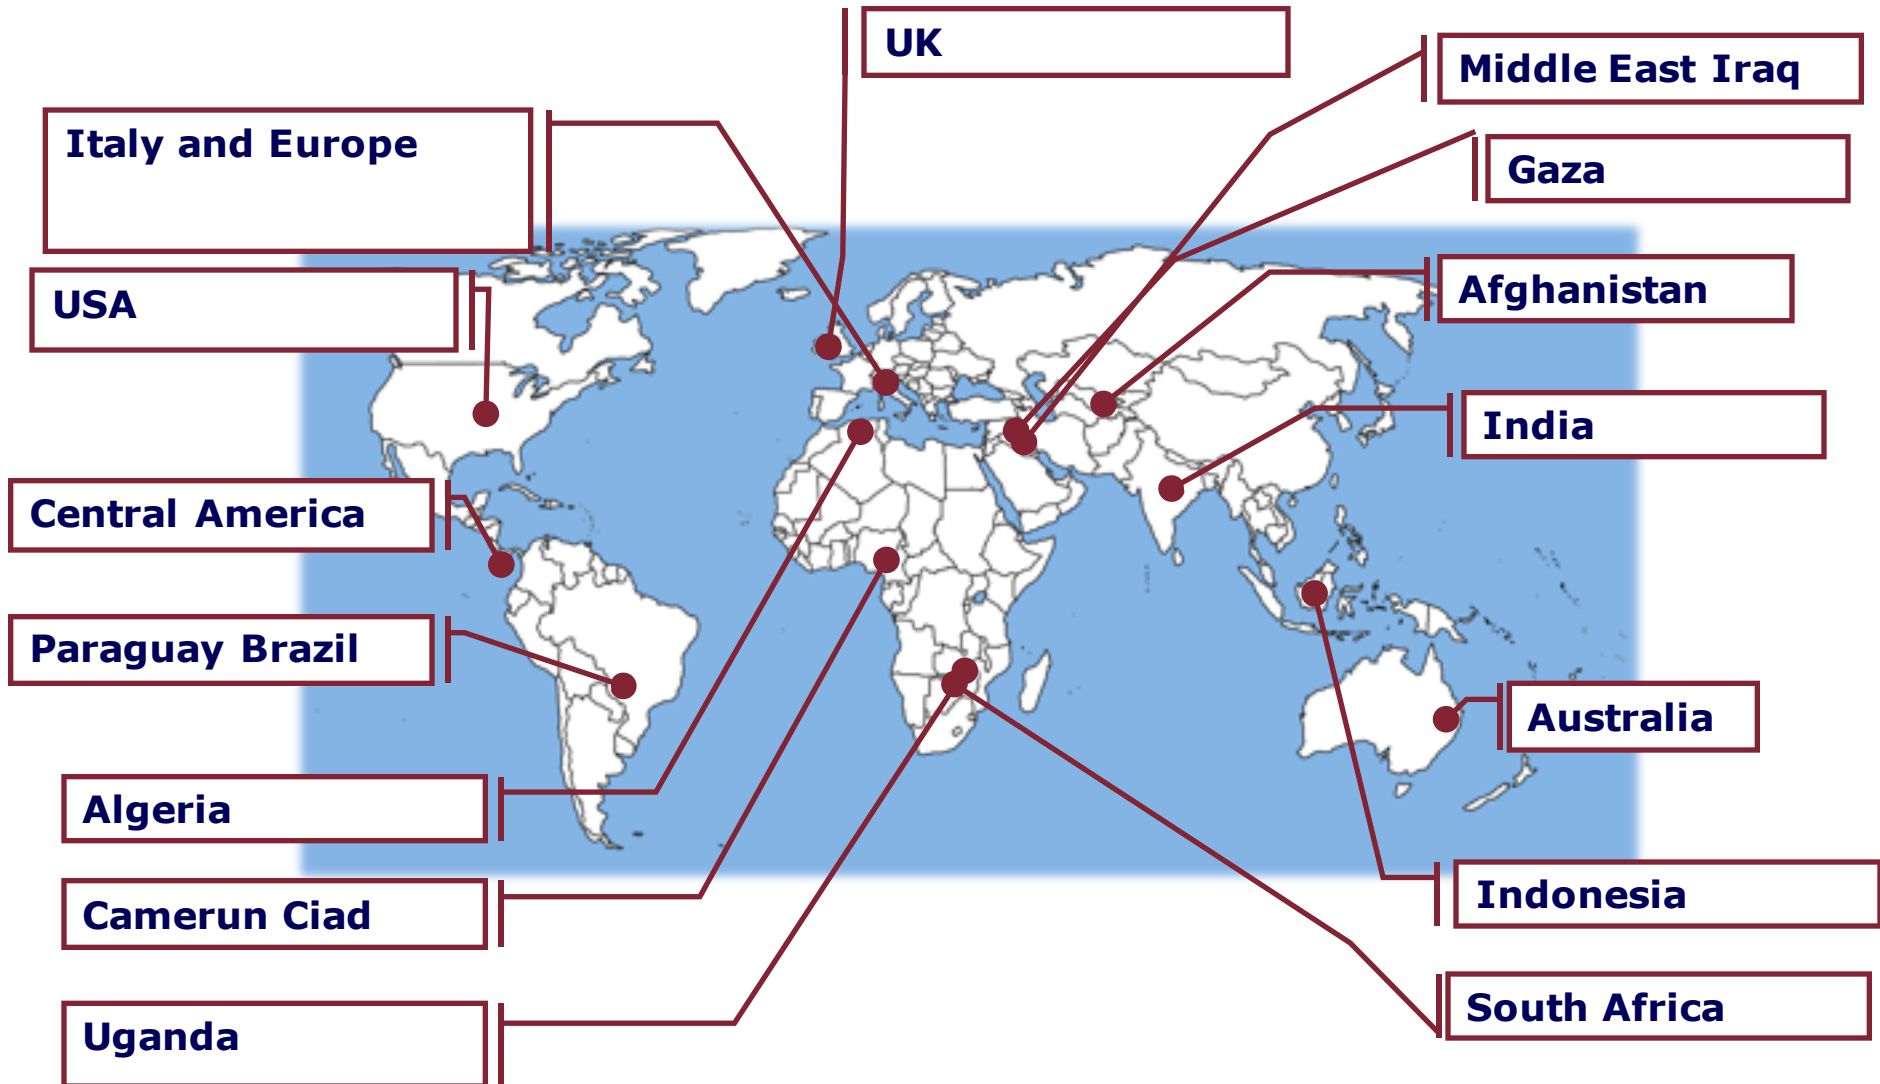 UK
Middle East Iraq
Italy and Europe
Gaza
USA
Afghanistan
India
Central America
Paraguay Brazil
Australia
Algeria
Camerun Ciad
Indonesia
South Africa
Uganda